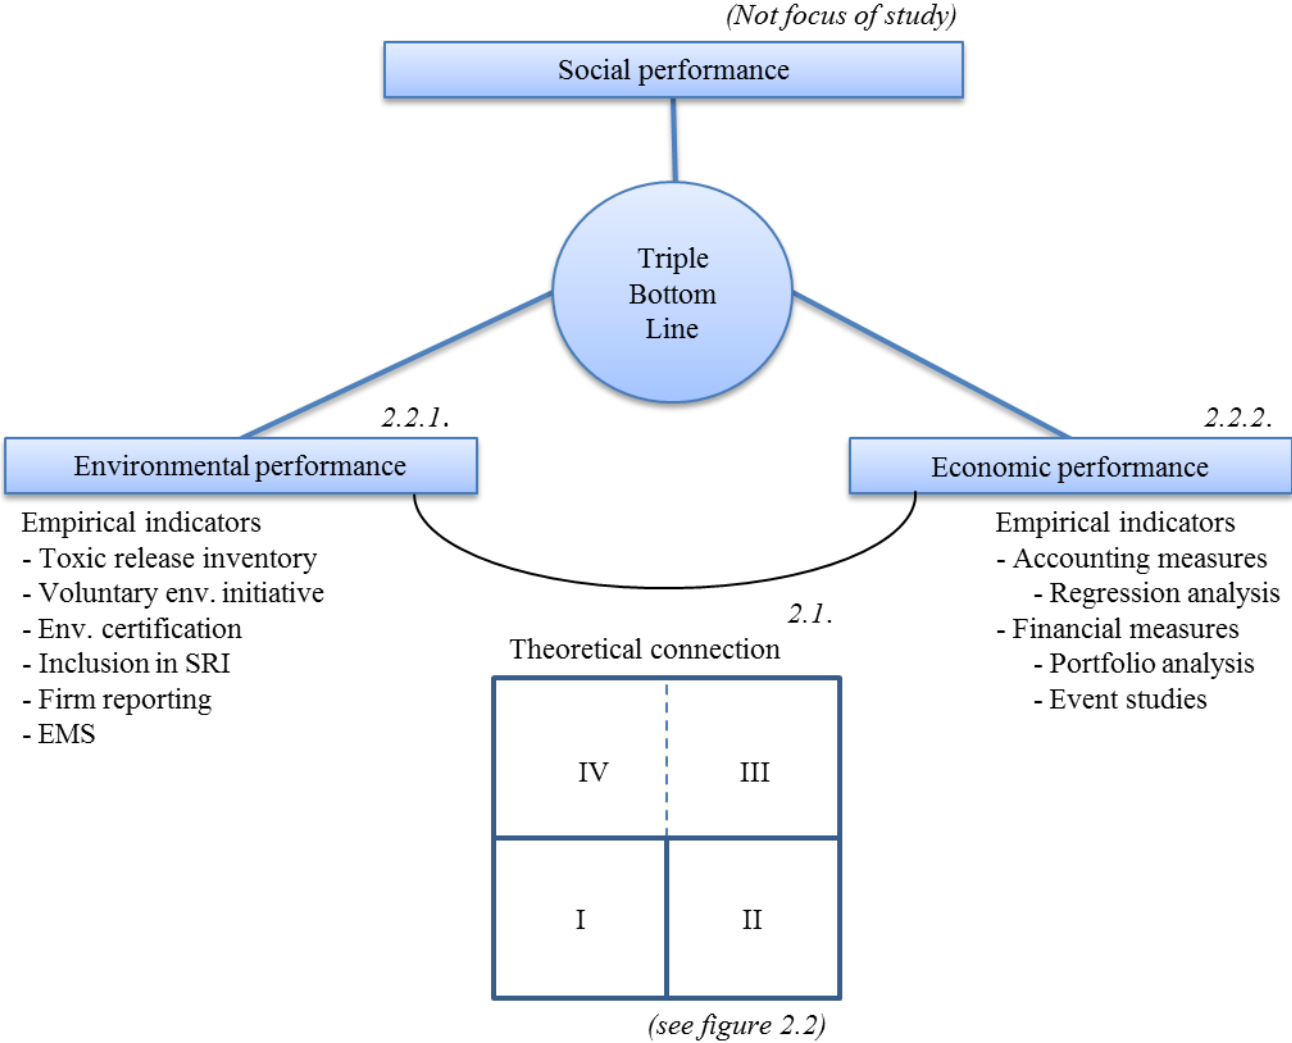 (Not focus of study)
Social performance
Triple
Bottom
Line
2.2.1.
Environmental performance
Empirical indicators
- Toxic release inventory
- Voluntary env. initiative
- Env. certification
- Inclusion in SRI
- Firm reporting
- EMS
2.2.2.
Economic performance
Empirical indicators
- Accounting measures
- Regression analysis
- Financial measures
- Portfolio analysis
- Event studies
2.1.
Theoretical connection
IV
III
I
II
(see figure 2.2)